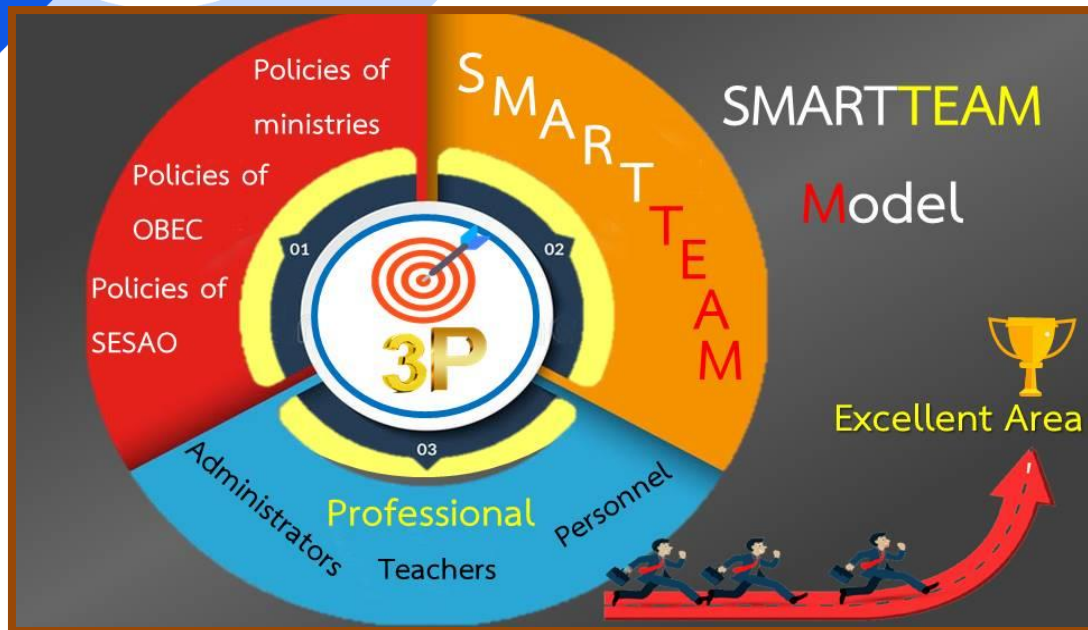 Policies of
ministries
Policies of
OBEC
Policies of
SESAO
01
SMARTTEAM
02
3P
03
Administrators
Professional
Teachers
Personnel
SMARTTEAM
Model
Excellent Area